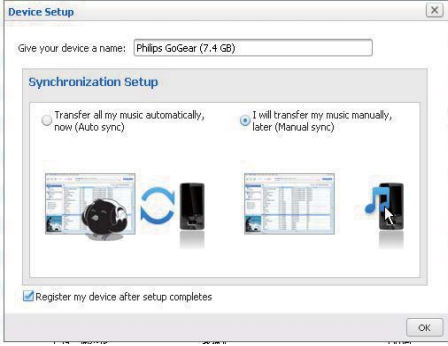 Device Setup
Give your device a name: Philips GoGear (7.4 GB)
Synchronization Setup
Transfer all my music automatically,
now (Auto sync)
I will transfer my music manually,
later (Manual sync)
Register my device after setup completes
OK